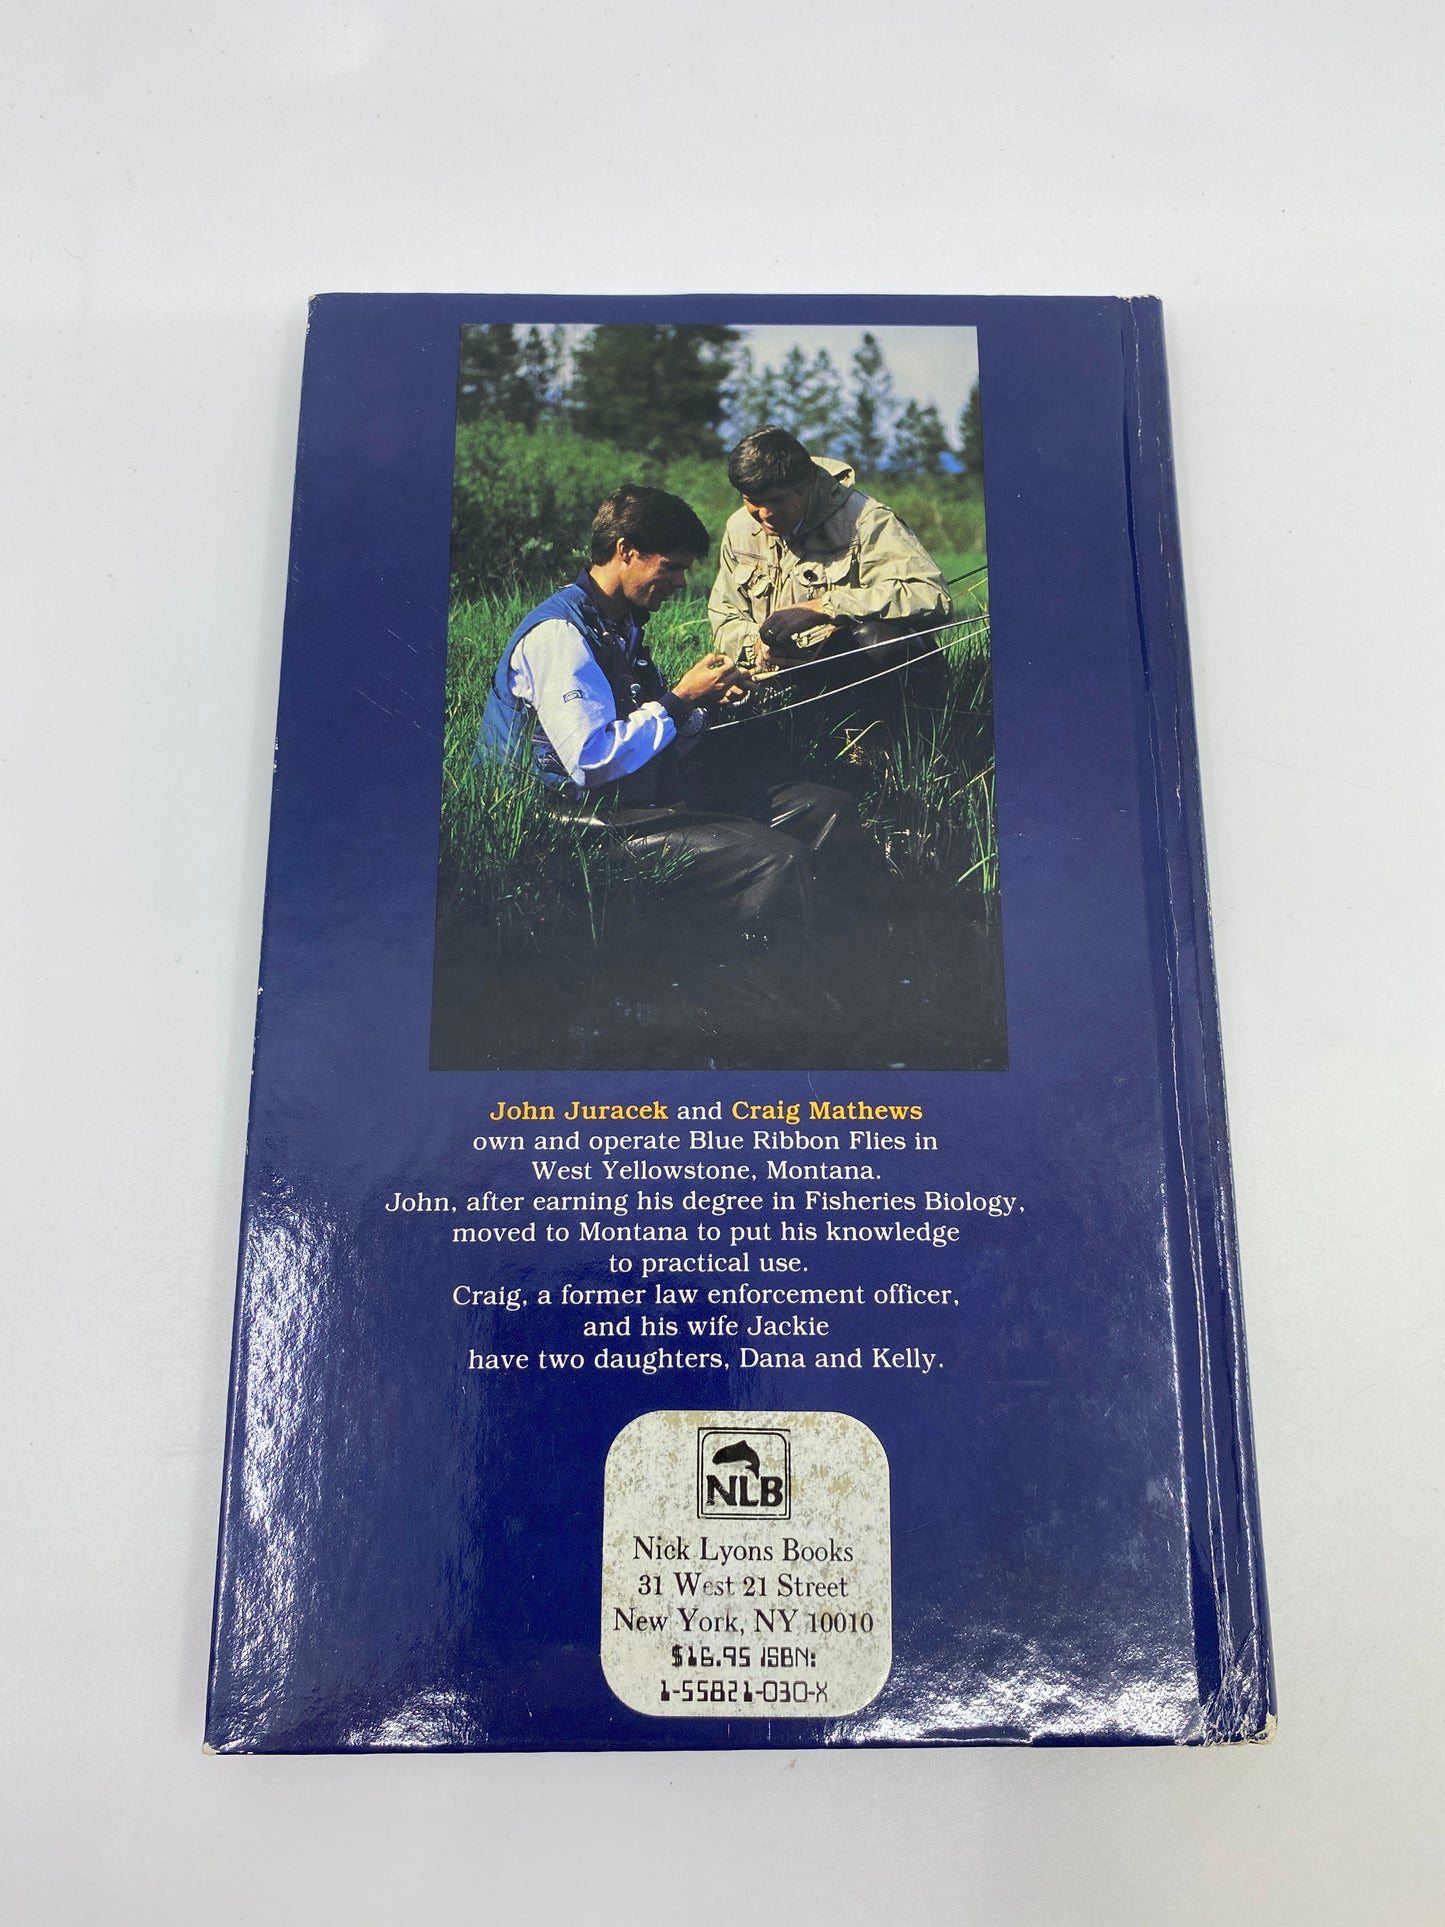 John Juracek and Craig Mathews
own and operate Blue Ribbon Flies in
West Yellowstone, Montana.
John, after earning his degree in Fisheries Biology,
moved to Montana to put his knowledge
to practical use.
Craig, a former law enforcement officer,
and his wife Jackie
have two daughters, Dana and Kelly.
NLB
Nick Lyons Books
31 West 21 Street
New York, NY 10010
$16.95 ISBN:
1-55821-030-X